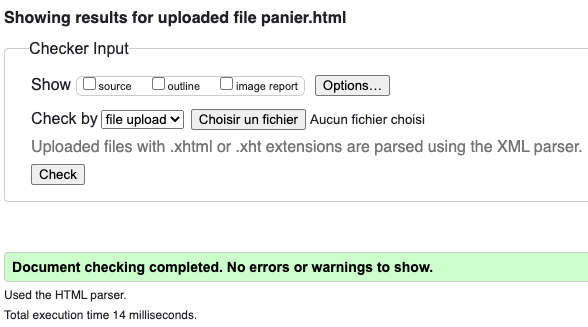 Showing results for uploaded file panier.html
Checker Input
Show source outline image report Options...
Check by file upload Choisir un fichier Aucun fichier choisi
Uploaded files with .xhtml or .xht extensions are parsed using the XML parser.
Check
Document checking completed. No errors or warnings to show.
Used the HTML parser.
Total execution time 14 milliseconds.